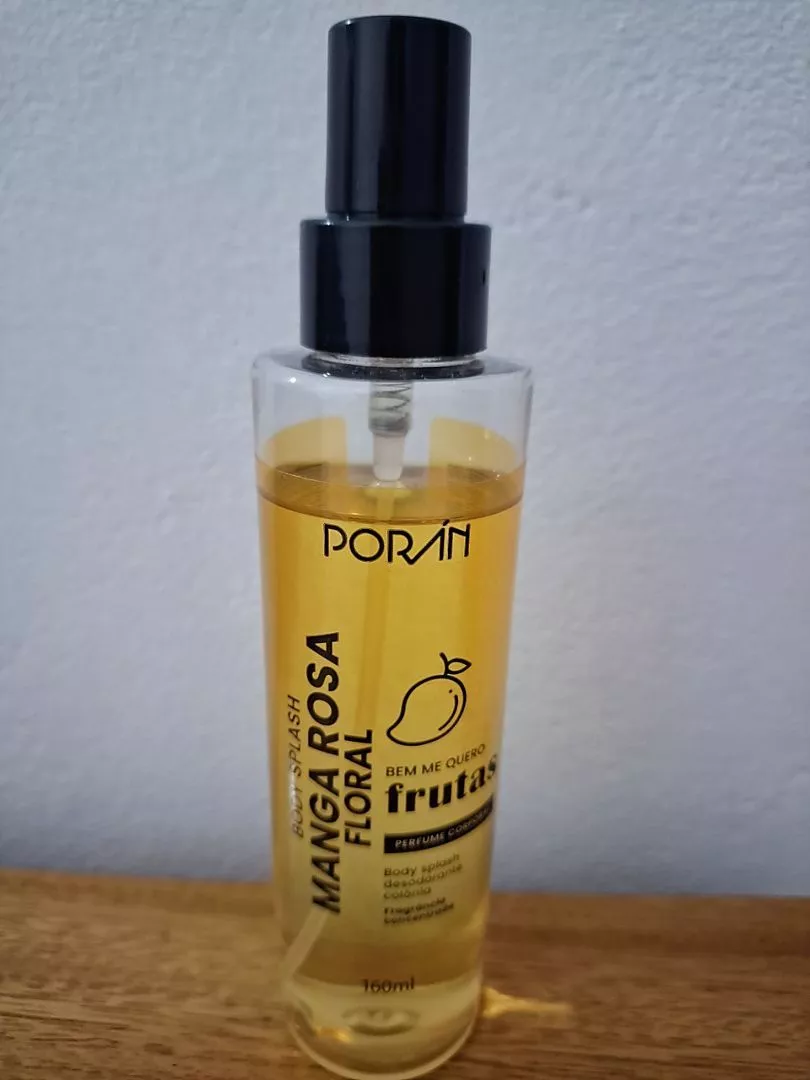 PORÁN
BODY SPLASH
MANGA ROSA
FLORAL
BEM ME QUERO
frutas
PERFUME CORPORAL
Body splash
desodorante
colônia
Fragrância
concentrada
160ml